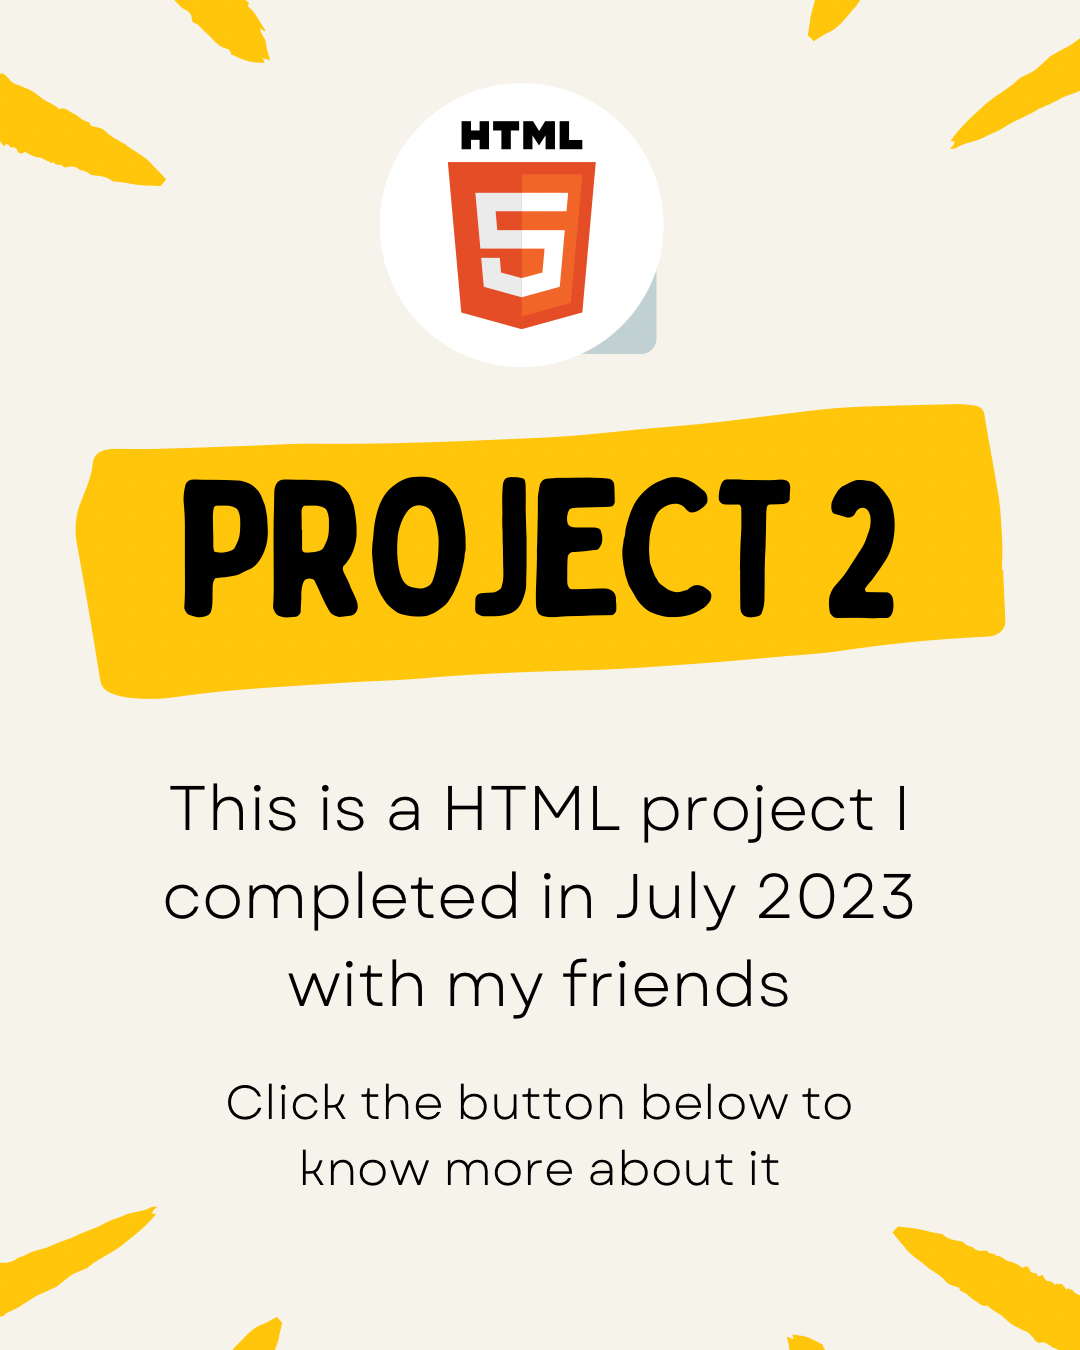 HTML
5
PROJECT 2
This is a HTML project I
completed in July 2023
with my friends
Click the button below to
know more about it